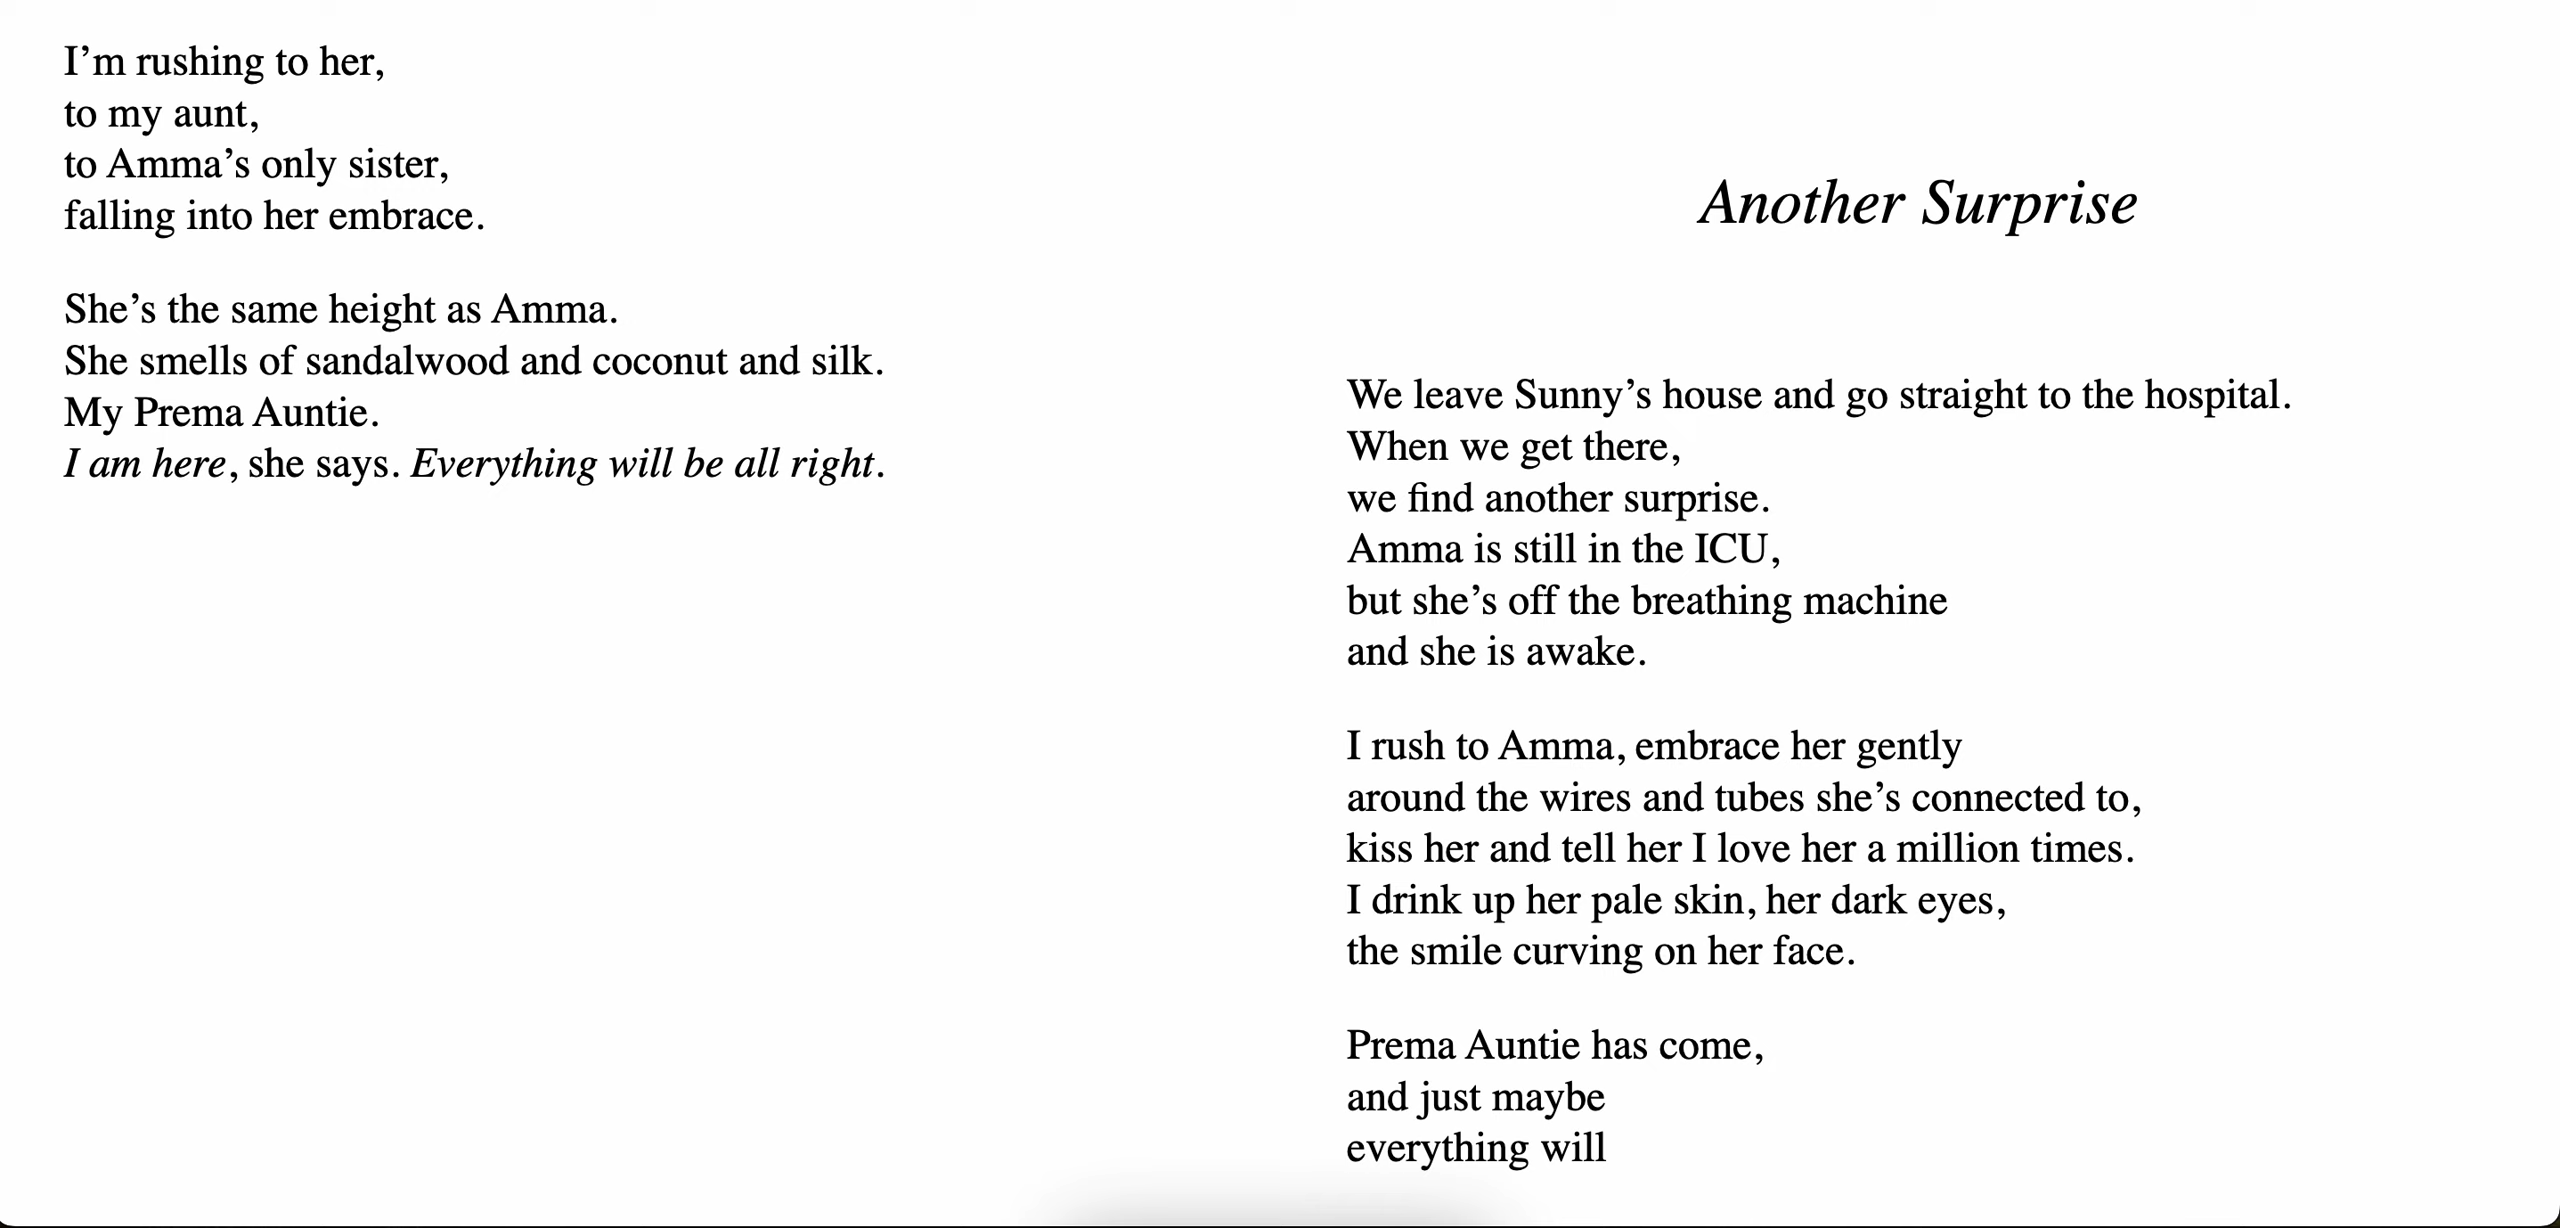 I’m rushing to her,
to my aunt,
to Amma’s only sister,
falling into her embrace.
She’s the same height as Amma.
She smells of sandalwood and coconut and silk.
My Prema Auntie.
I am here, she says. Everything will be all right.
Another Surprise
We leave Sunny’s house and go straight to the hospital.
When we get there,
we find another surprise.
Amma is still in the ICU,
but she’s off the breathing machine
and she is awake.
I rush to Amma, embrace her gently
around the wires and tubes she’s connected to,
kiss her and tell her I love her a million times.
I drink up her pale skin, her dark eyes,
the smile curving on her face.
Prema Auntie has come,
and just maybe
everything will